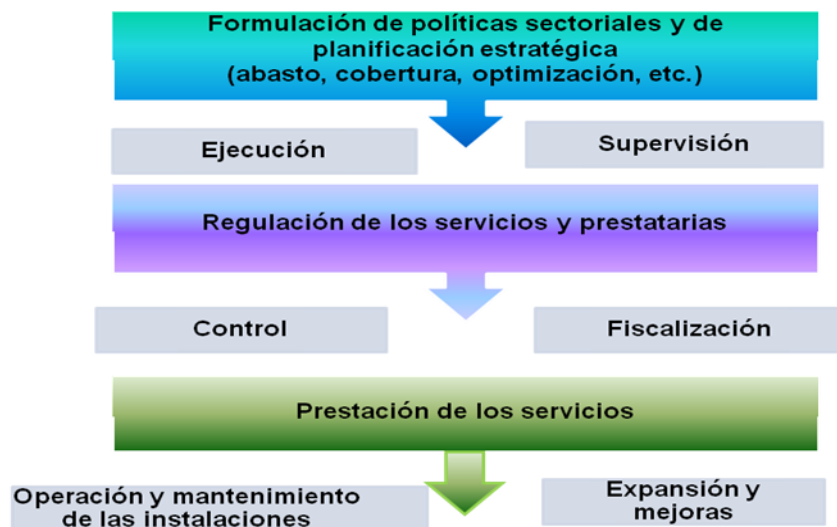 Formulación de políticas sectoriales y de
planificación estratégica
(abasto, cobertura, optimización, etc.)
Ejecución
Supervisión
Regulación de los servicios y prestatarias
Control
Fiscalización
Prestación de los servicios
Operación y mantenimiento
de las instalaciones
Expansión y
mejoras